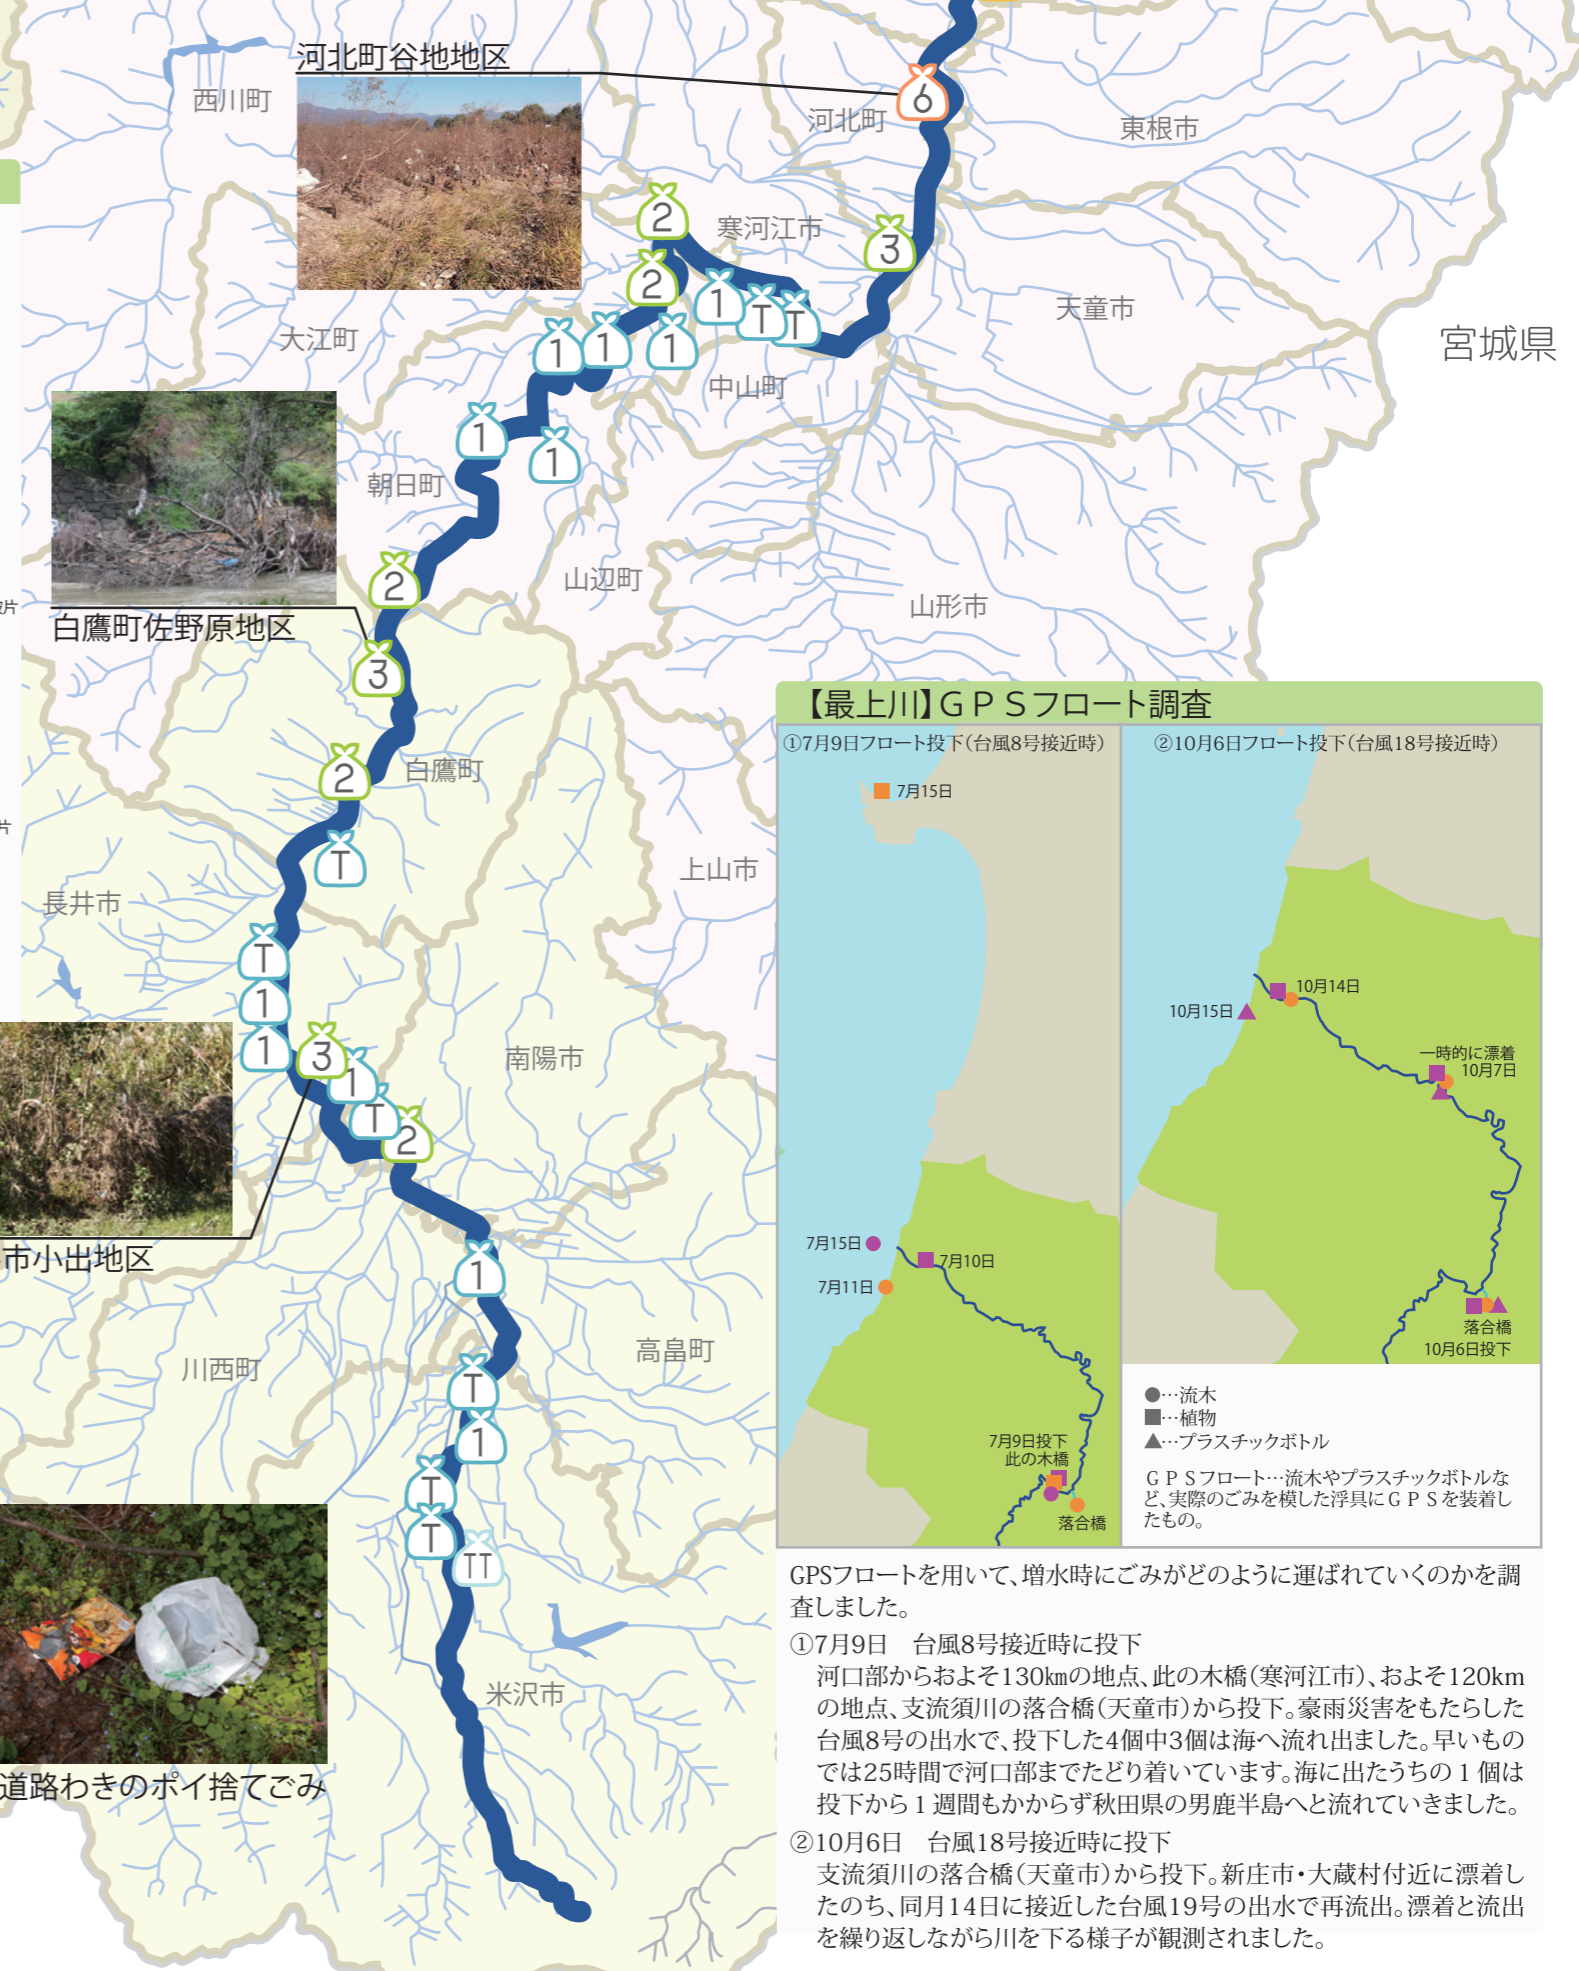 河北町谷地地区
西川町
6
河北町
東根市
2
寒河江市
3
2
1
T
T
天童市
宮城県
大江町
1
1
1
中山町
1
1
朝日町
2
山辺町
山形市
片
白鷹町佐野原地区
3
2
白鷹町
片
T
上山市
長井市
T
1
1
3
1
T
2
南陽市
市小出地区
1
川西町
高畠町
T
1
T
T
TT
米沢市
道路わきのポイ捨てごみ
【最上川】GPSフロート調査
①7月9日フロート投下(台風8号接近時)
7月15日
7月15日
7月11日
7月10日
7月9日投下
此の木橋
落合橋
②10月6日フロート投下(台風18号接近時)
10月14日
10月15日
一時的に漂着
10月7日
落合橋
10月6日投下
●…流木
■…植物
▲…プラスチックボトル
GPSフロート…流木やプラスチックボトルな
ど、実際のごみを模した浮具にGPSを装着し
たもの。
GPSフロートを用いて、増水時にごみがどのように運ばれていくのかを調
査しました。
①7月9日　台風8号接近時に投下
河口部からおよそ130㎞の地点、此の木橋(寒河江市)、およそ120km
の地点、支流須川の落合橋(天童市)から投下。豪雨災害をもたらした
台風8号の出水で、投下した4個中3個は海へ流れ出ました。早いもの
では25時間で河口部までたどり着いています。海に出たうちの1個は
投下から1週間もかからず秋田県の男鹿半島へと流れていきました。
②10月6日　台風18号接近時に投下
支流須川の落合橋(天童市)から投下。新庄市・大蔵村付近に漂着し
たのち、同月14日に接近した台風19号の出水で再流出。漂着と流出
を繰り返しながら川を下る様子が観測されました。